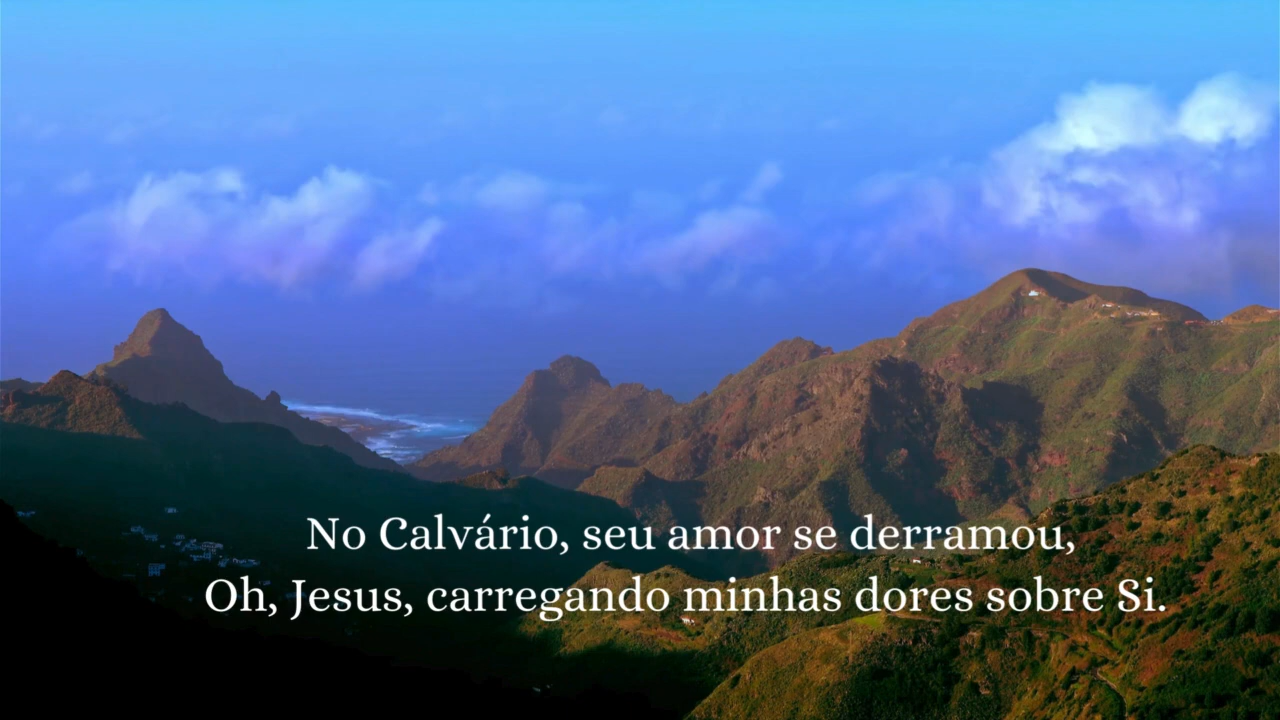 No Calvário, seu amor se derramou,
Oh, Jesus, carregando minhas dores sobre Si.